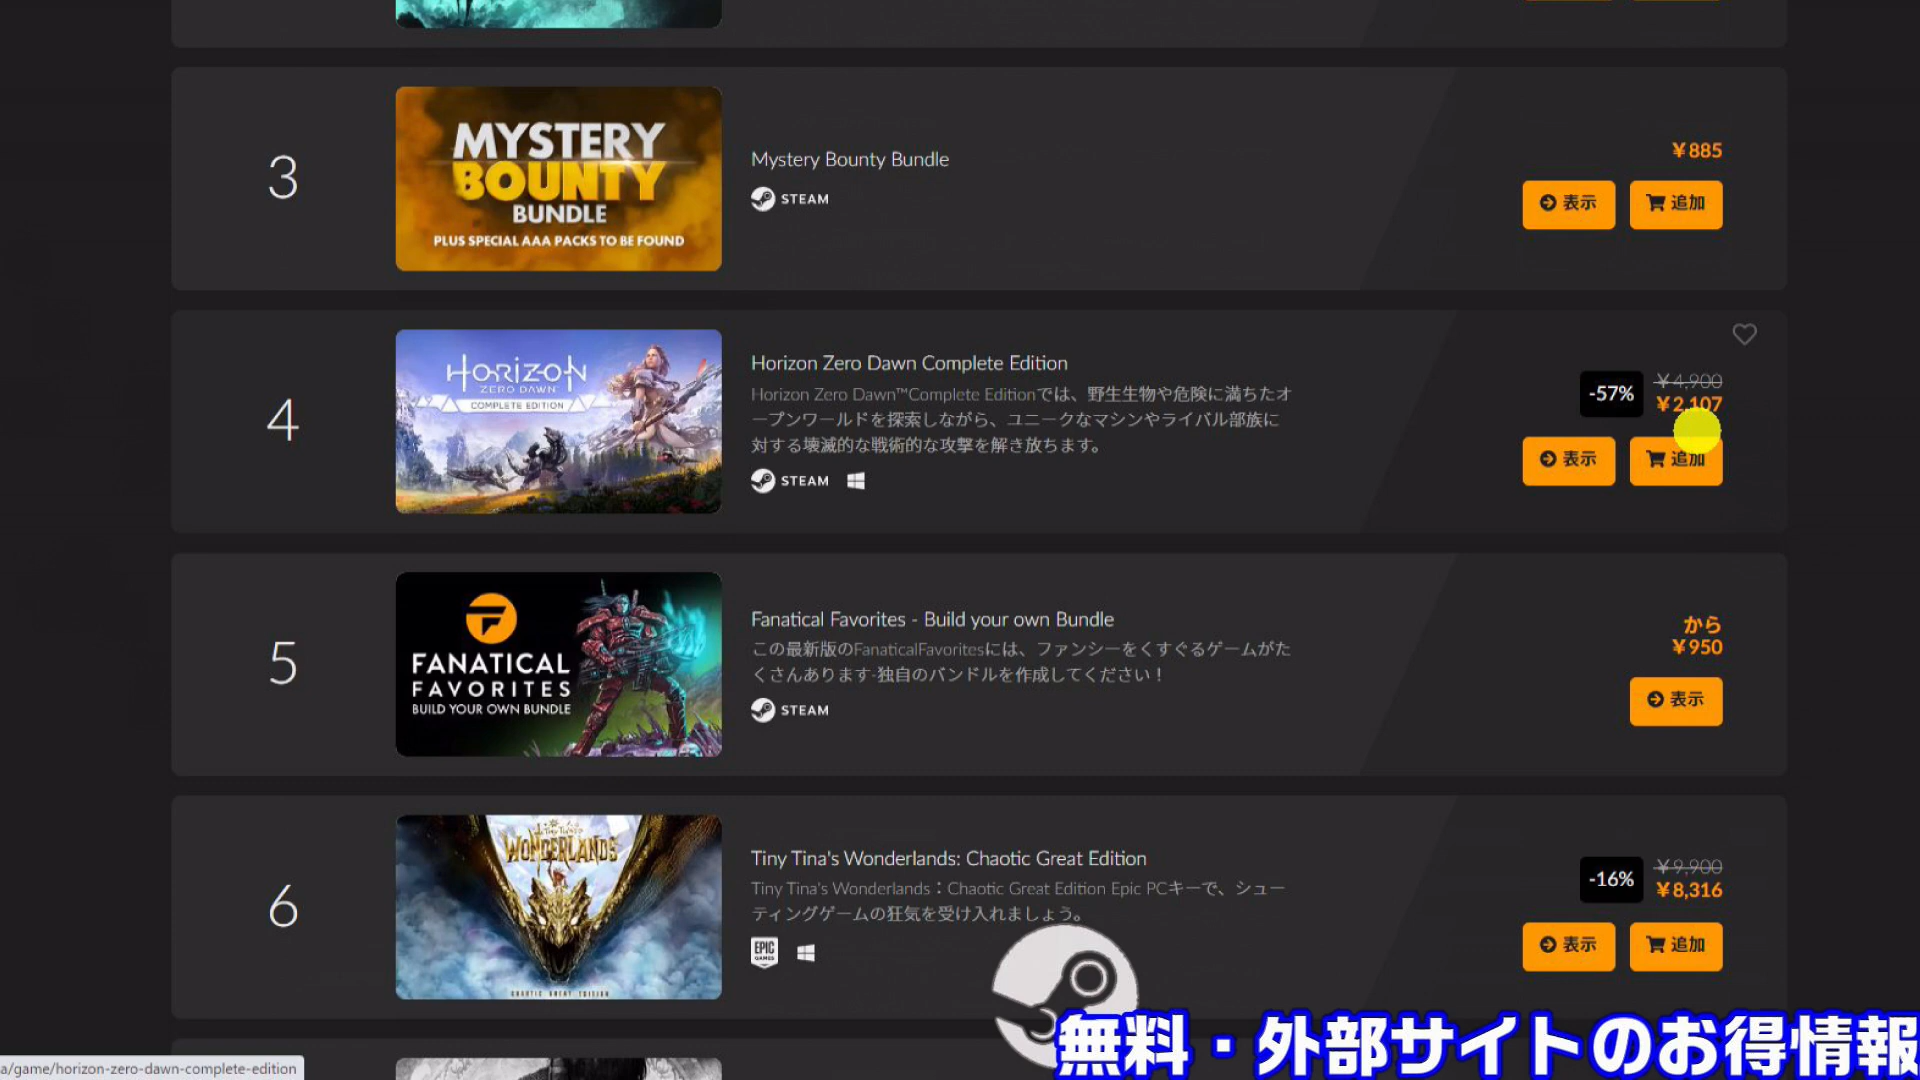 3
MYSTERY
BOUNTY
BUNDLE
PLUS SPECIAL AAA PACKS TO BE FOUND
Mystery Bounty Bundle
STEAM
¥885
表示
追加
4
HORIZON
ZERO DAWN
COMPLETE EDITION
Horizon Zero Dawn Complete Edition
Horizon Zero Dawn™Complete Editionでは、野生生物や危険に満ちたオ
ープンワールドを探索しながら、ユニークなマシンやライバル部族に
対する壊滅的な戦術的な攻撃を解き放ちます。
STEAM
-57%
¥4,900
¥2,107
表示
追加
5
FANATICAL
FAVORITES
BUILD YOUR OWN BUNDLE
Fanatical Favorites - Build your own Bundle
この最新版のFanaticalFavoritesには、ファンシーをくすぐるゲームがた
くさんあります-独自のバンドルを作成してください！
STEAM
から
¥950
表示
6
TINY TINA'S
WONDERLANDS
CHAOTIC GREAT EDITION
Tiny Tina's Wonderlands: Chaotic Great Edition
Tiny Tina's Wonderlands：Chaotic Great Edition Epic PCキーで、シュー
ティングゲームの狂気を受け入れましょう。
EPIC
GAMES
-16%
¥9,900
¥8,316
表示
追加
無料・外部サイトのお得情報
a/game/horizon-zero-dawn-complete-edition